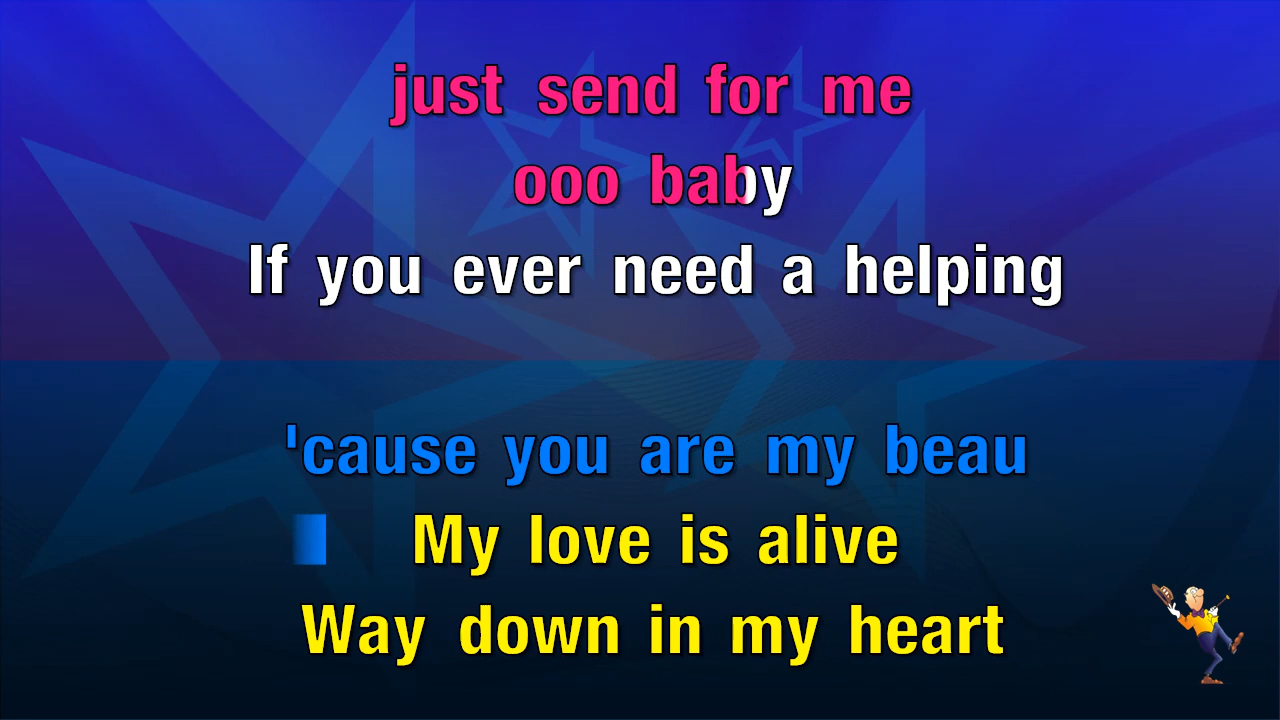 just send for me
ooo baby
If you ever need a helping
'cause you are my beau
My love is alive
Way down in my heart